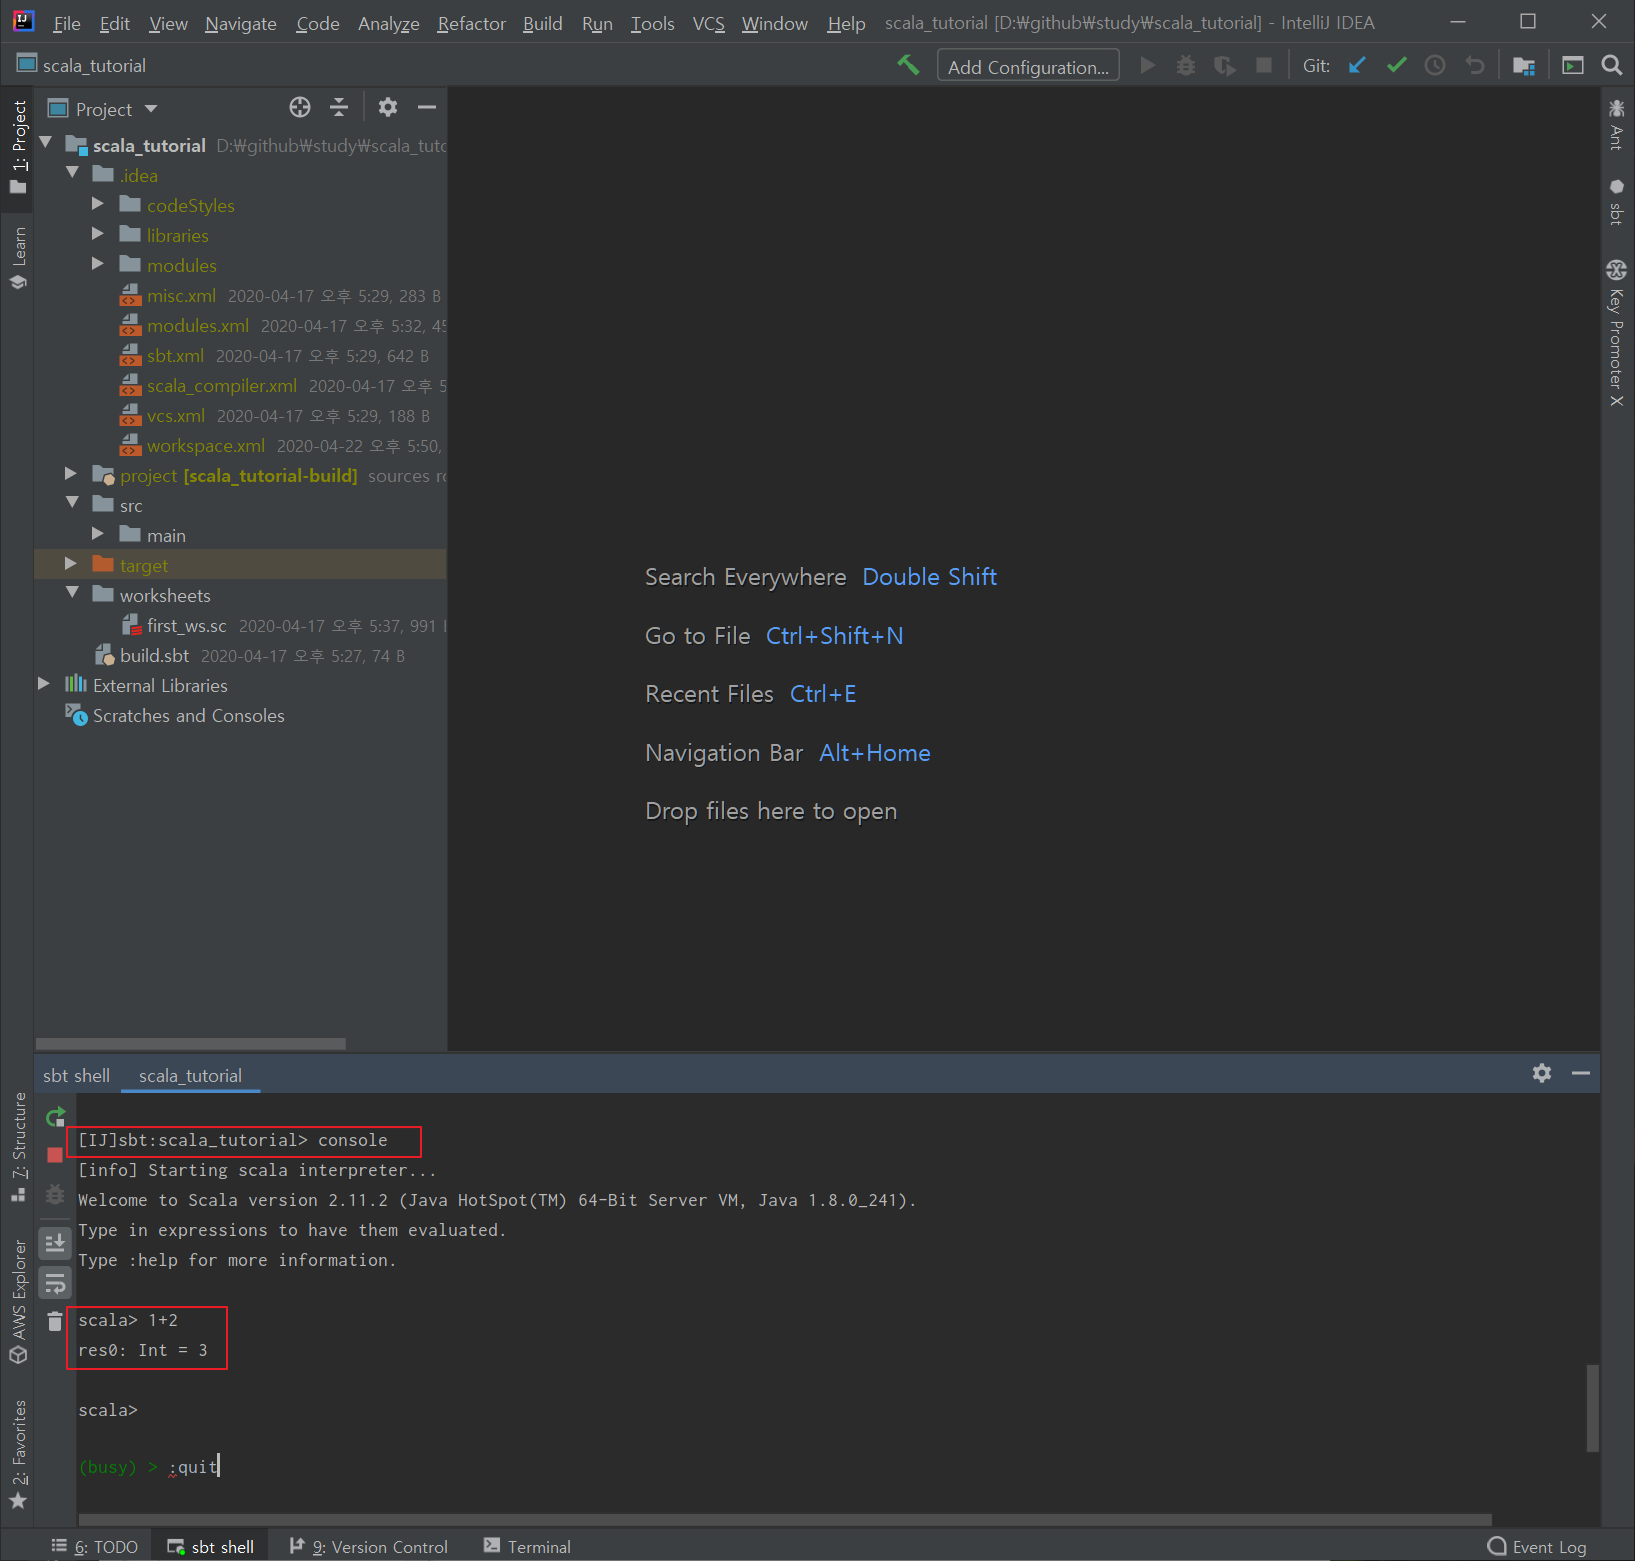 File Edit View Navigate Code Analyze Refactor Build Run Tools VCS Window Help scala_tutorial [D:₩github₩study₩scala_tutorial] - IntelliJ IDEA
scala_tutorial Add Configuration... Git:
1: Project
Learn
7: Structure
AWS Explorer
2: Favorites
Project
scala_tutorial D:₩github₩study₩scala_tuto
.idea
codeStyles
libraries
modules
misc.xml 2020-04-17 오후 5:29, 283 B
modules.xml 2020-04-17 오후 5:32, 45
sbt.xml 2020-04-17 오후 5:29, 642 B
scala_compiler.xml 2020-04-17 오후 5
vcs.xml 2020-04-17 오후 5:29, 188 B
workspace.xml 2020-04-22 오후 5:50,
project [scala_tutorial-build] sources ro
src
main
target
worksheets
first_ws.sc 2020-04-17 오후 5:37, 991
build.sbt 2020-04-17 오후 5:27, 74 B
External Libraries
Scratches and Consoles
Search Everywhere Double Shift
Go to File Ctrl+Shift+N
Recent Files Ctrl+E
Navigation Bar Alt+Home
Drop files here to open
Ant
sbt
Key Promoter X
sbt shell scala_tutorial
[IJ]sbt:scala_tutorial> console
[info] Starting scala interpreter...
Welcome to Scala version 2.11.2 (Java HotSpot(TM) 64-Bit Server VM, Java 1.8.0_241).
Type in expressions to have them evaluated.
Type :help for more information.
scala> 1+2
res0: Int = 3
scala>
(busy) > :quit
6: TODO sbt shell 9: Version Control Terminal Event Log